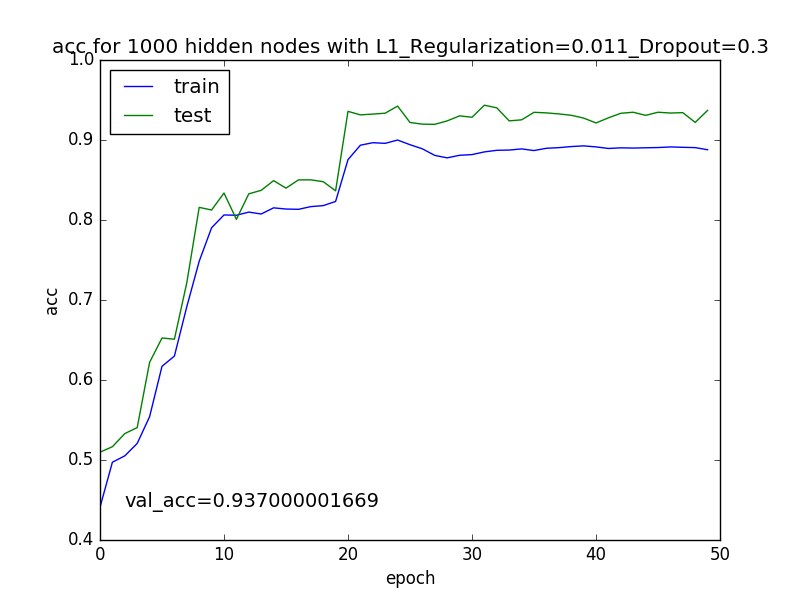 acc for 1000 hidden nodes with L1_Regularization=0.011_Dropout=0.3
1.0
train
test
0.9
0.8
0.7
acc
0.6
0.5
val_acc=0.937000001669
0.4
0 10 20 30 40 50
epoch